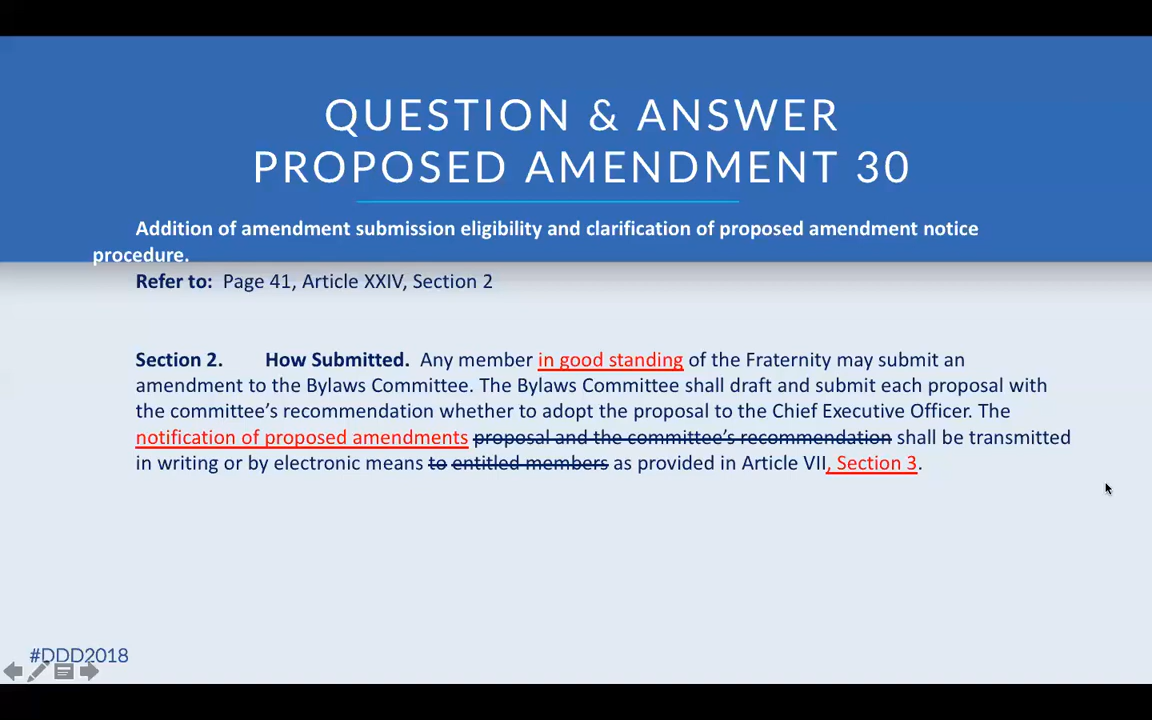 QUESTION & ANSWER
PROPOSED AMENDMENT 30
Addition of amendment submission eligibility and clarification of proposed amendment notice
procedure.
Refer to: Page 41, Article XXIV, Section 2
Section 2. How Submitted. Any member in good standing of the Fraternity may submit an
amendment to the Bylaws Committee. The Bylaws Committee shall draft and submit each proposal with
the committee’s recommendation whether to adopt the proposal to the Chief Executive Officer. The
notification of proposed amendments proposal and the committee’s recommendation shall be transmitted
in writing or by electronic means to entitled members as provided in Article VII, Section 3.
#DDD2018